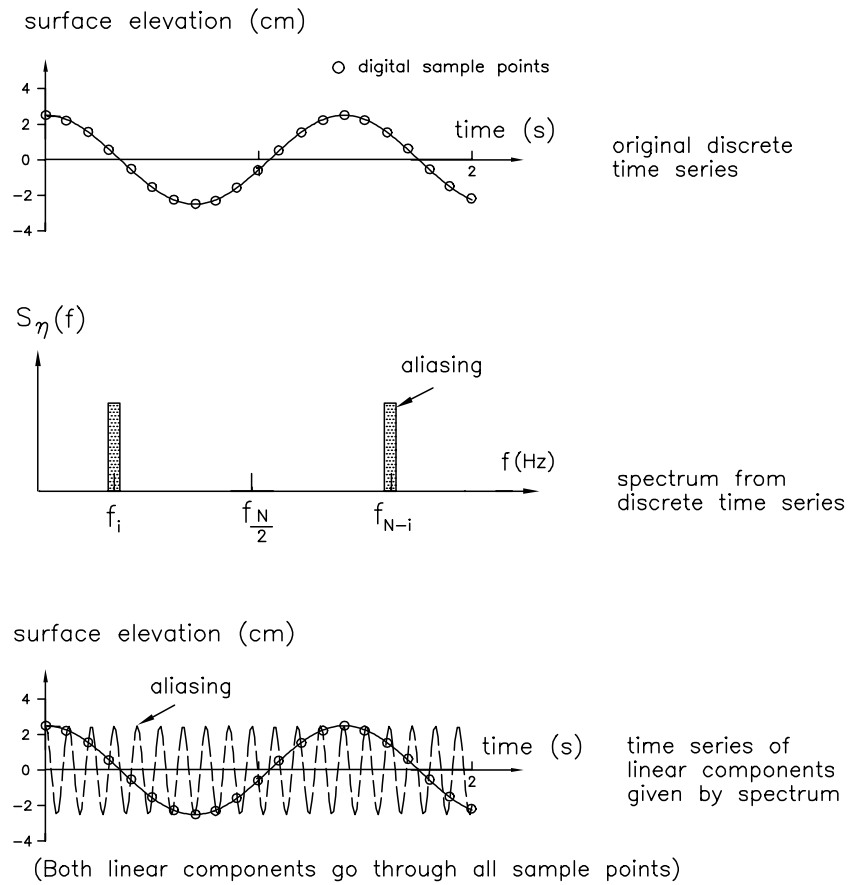 surface elevation (cm)
digital sample points
4
2
time (s)
0
2
-2
-4
original discrete
time series
Sη(f)
aliasing
f(Hz)
fi
fN/2
fN-i
spectrum from
discrete time series
surface elevation (cm)
aliasing
4
2
time (s)
0
2
-2
-4
time series of
linear components
given by spectrum
(Both linear components go through all sample points)